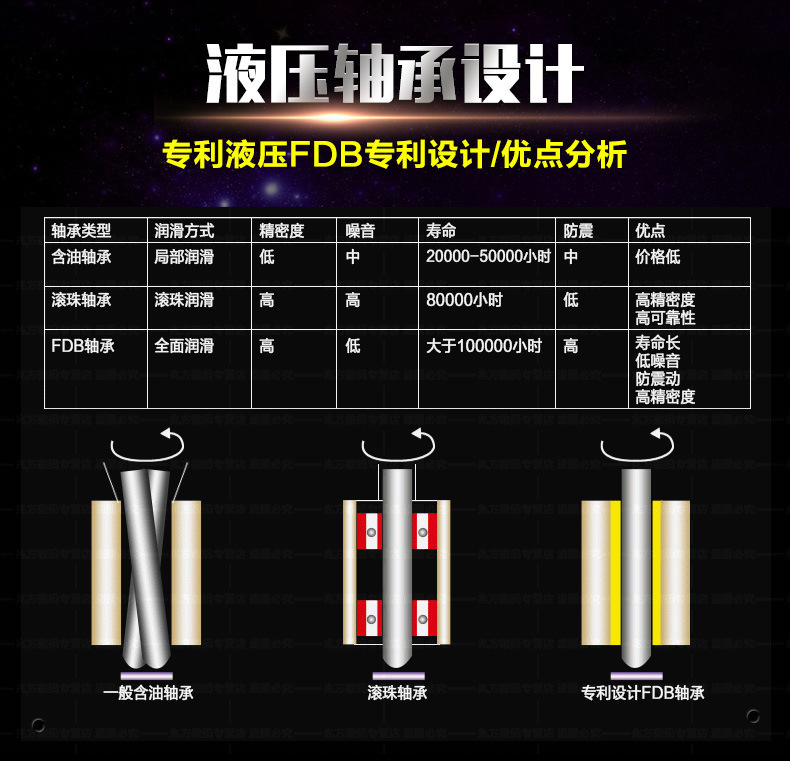 液压轴承设计
专利液压FDB专利设计/优点分析
轴承类型 润滑方式 精密度 噪音 寿命 防震 优点
含油轴承 局部润滑 低 中 20000-50000小时 中 价格低
滚珠轴承 滚珠润滑 高 高 80000小时 低 高精密度
高可靠性
FDB轴承 全面润滑 高 低 大于100000小时 高 寿命长
低噪音
防震动
高精密度
一般含油轴承 滚珠轴承 专利设计FDB轴承